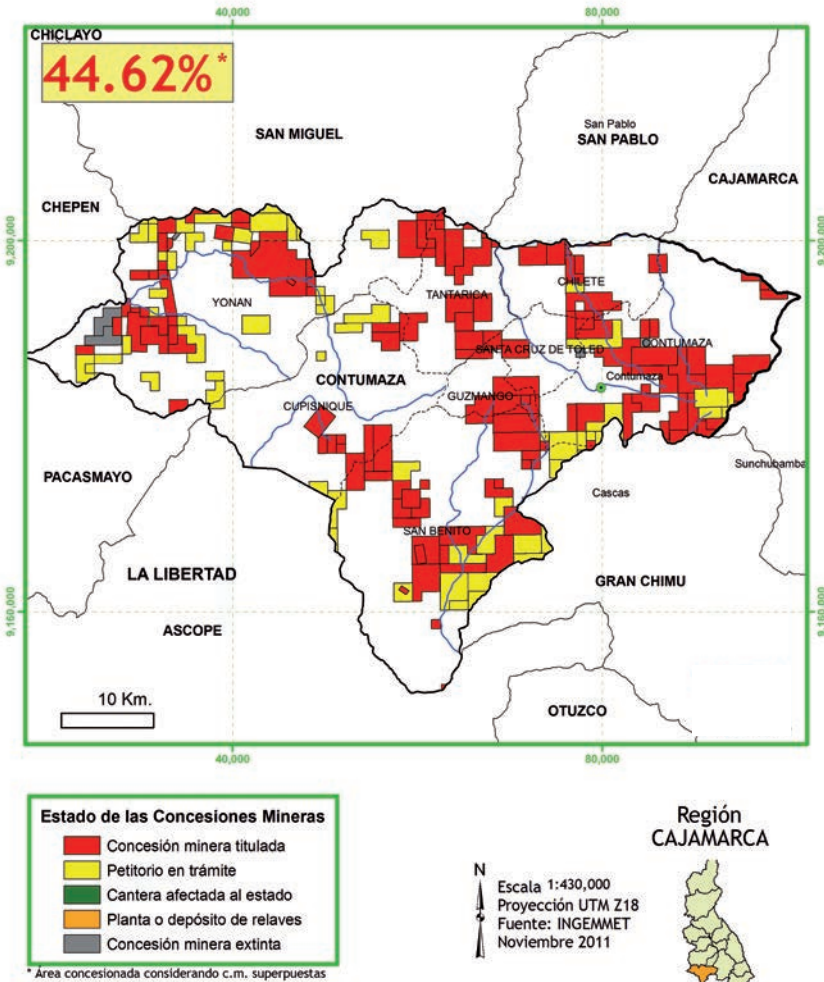 40,000
80,000
CHICLAYO
44.62%*
SAN MIGUEL
San Pablo
SAN PABLO
CAJAMARCA
CHEPEN
9,200,000
9,200,000
YONAN
TANTARICA
CHILETE
SANTA CRUZ DE TOLED
CONTUMAZA
CONTUMAZA
Contumaza
CUPISNIQUE
GUZMANGO
PACASMAYO
Sunchubamba
Cascas
SAN BENITO
LA LIBERTAD
GRAN CHIMU
9,160,000
9,160,000
ASCOPE
10 Km.
OTUZCO
40,000
80,000
Estado de las Concesiones Mineras
Concesión minera titulada
Petitorio en trámite
Cantera afectada al estado
Planta o depósito de relaves
Concesión minera extinta
* Área concesionada considerando c.m. superpuestas
N
Escala 1:430,000
Proyección UTM Z18
Fuente: INGEMMET
Noviembre 2011
Región
CAJAMARCA